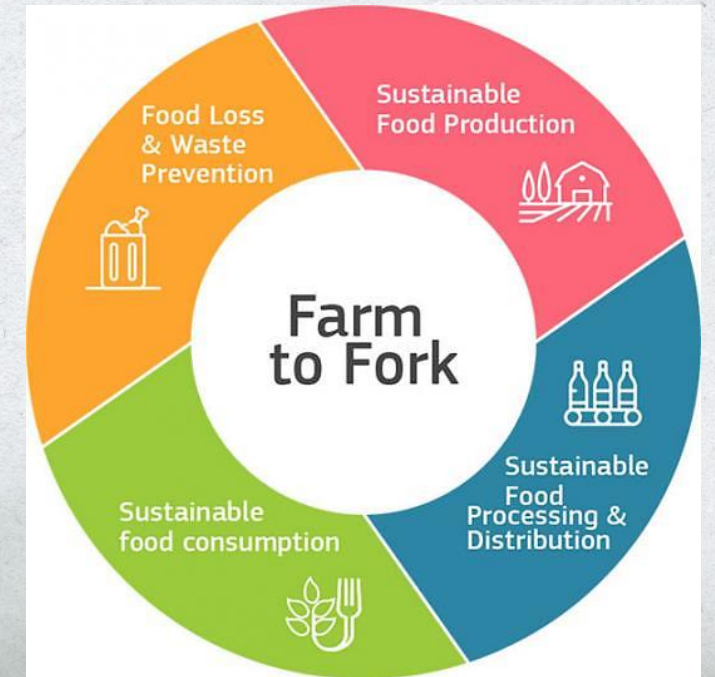 Food Loss
& Waste
Prevention
Sustainable
Food Production
Farm
to Fork
Sustainable
Food
Processing &
Distribution
Sustainable
food consumption